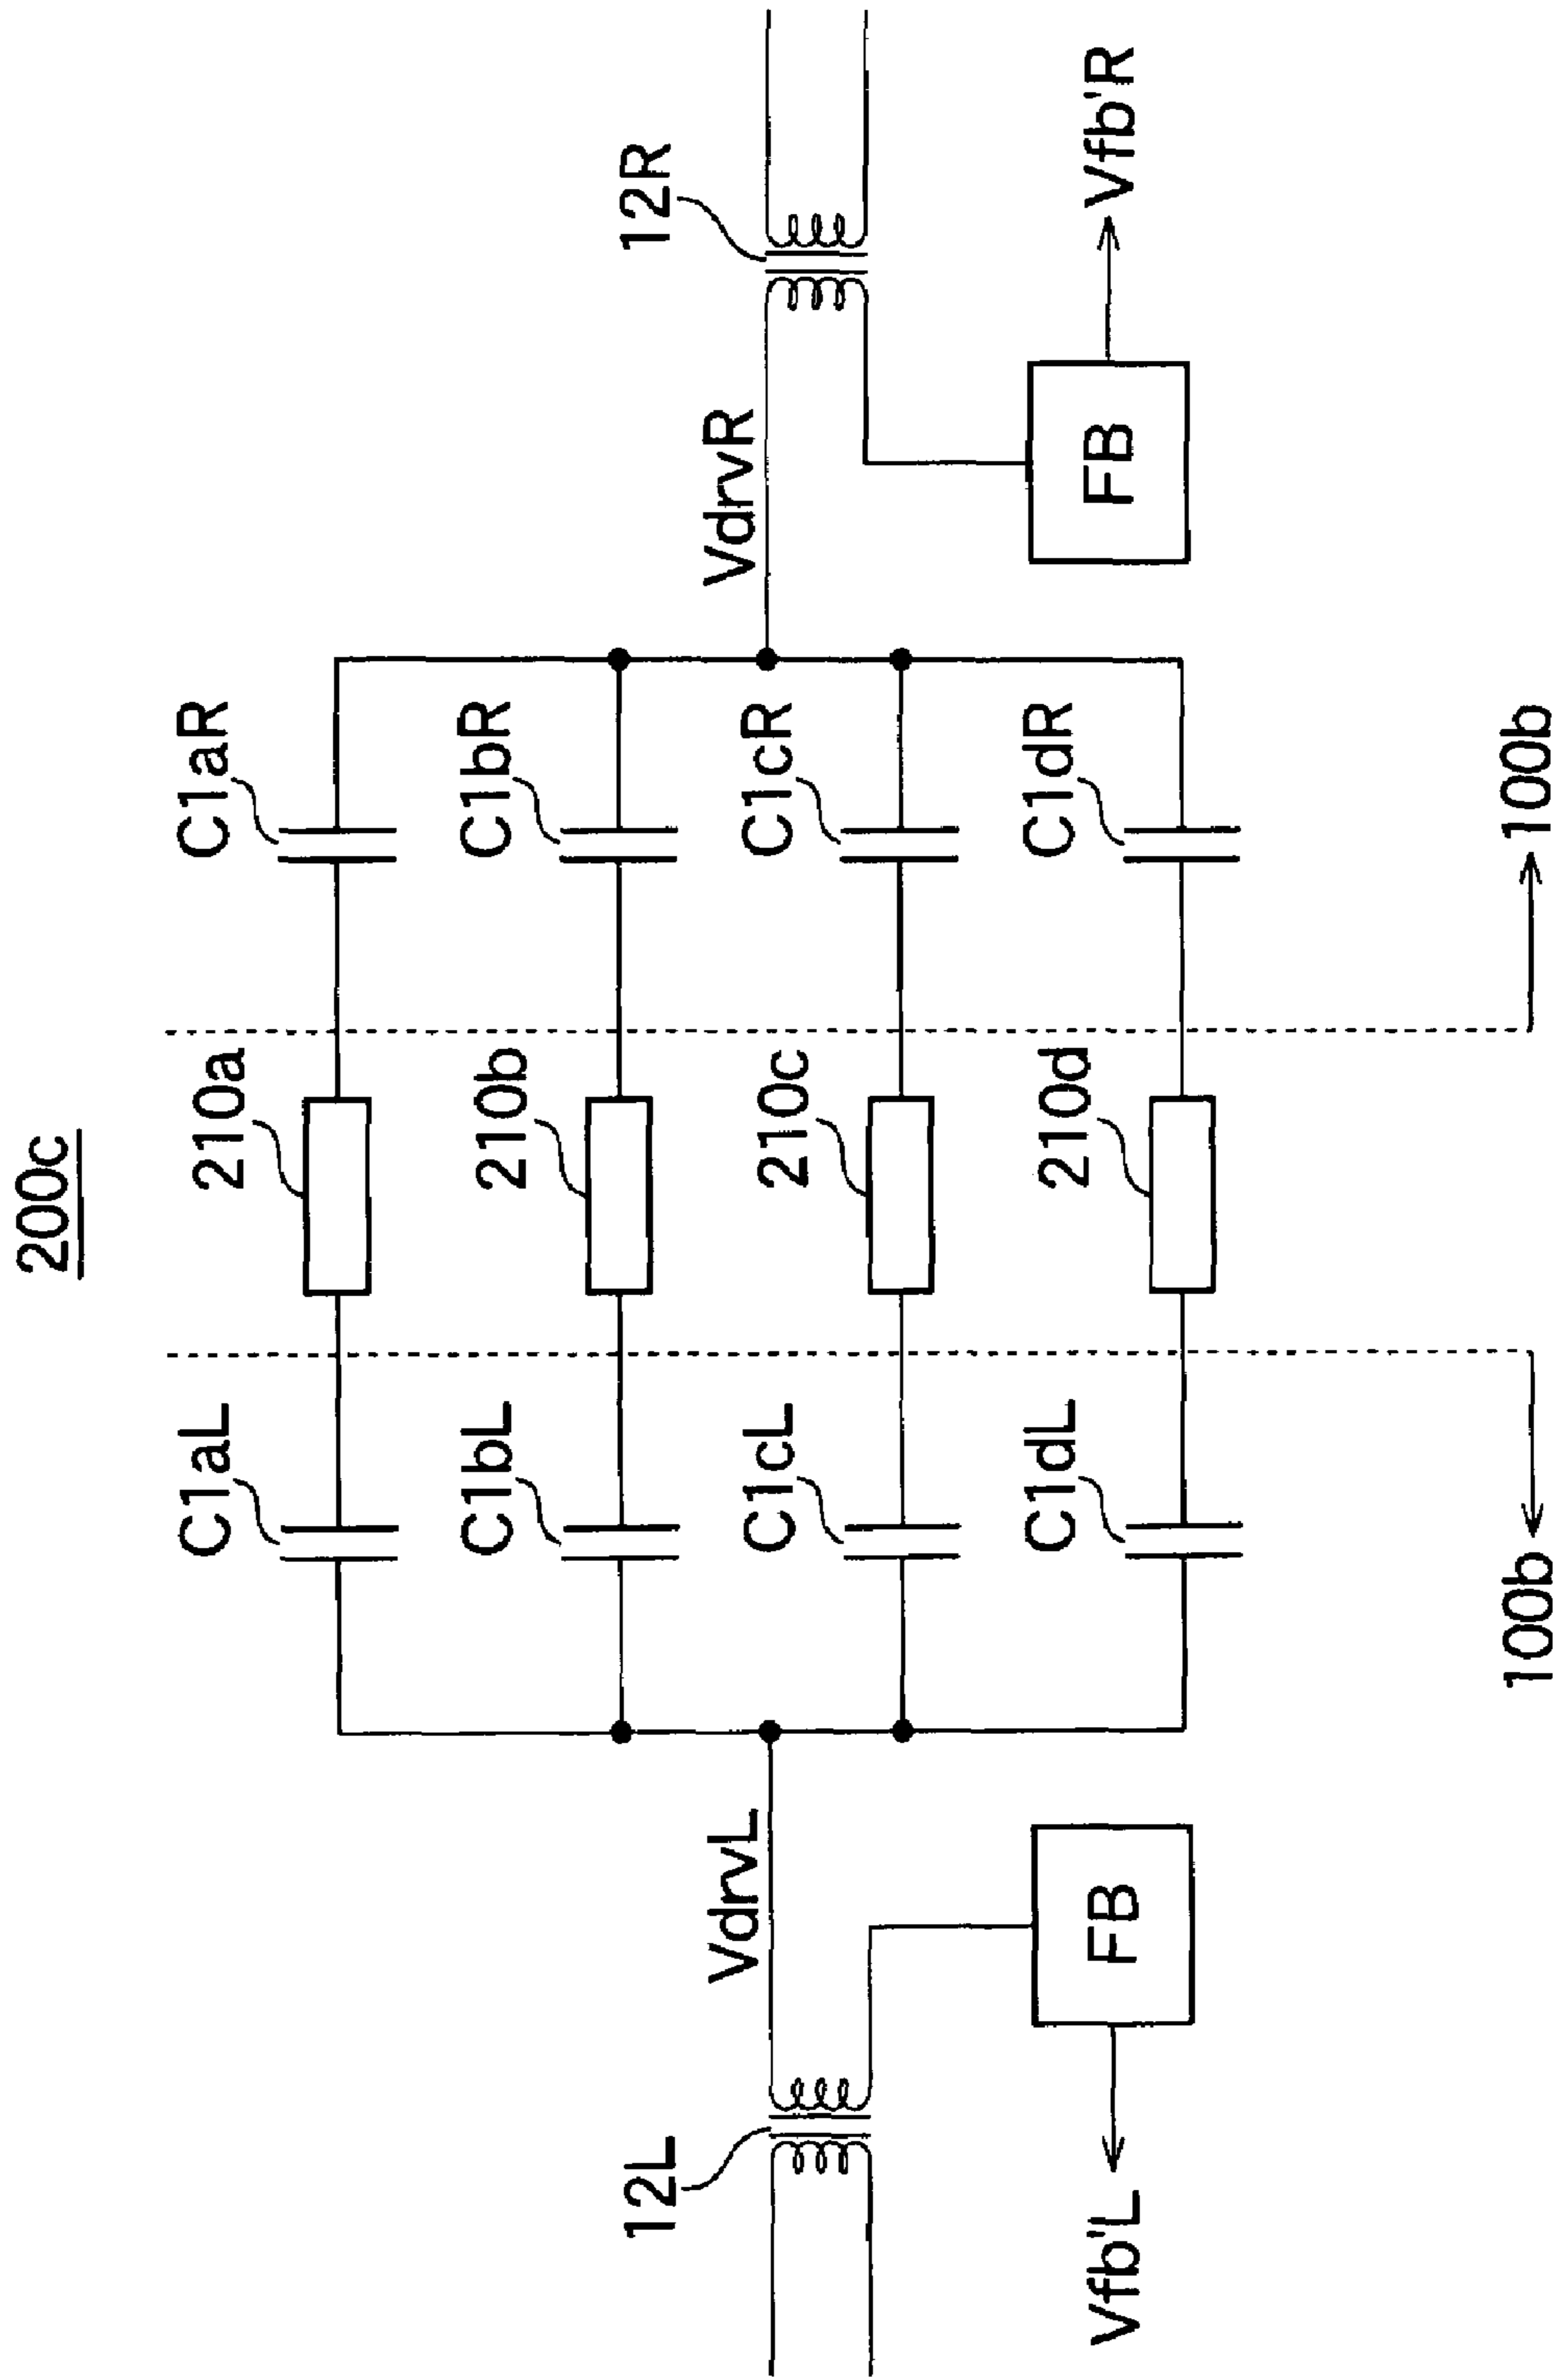 200c
C1aL
210a
C1aR
C1bL
210b
C1bR
12L
VdrvL
VdrvR
12R
C1cL
210c
C1cR
C1dL
210d
C1dR
Vfb'L
FB
FB
Vfb'R
100b
100b